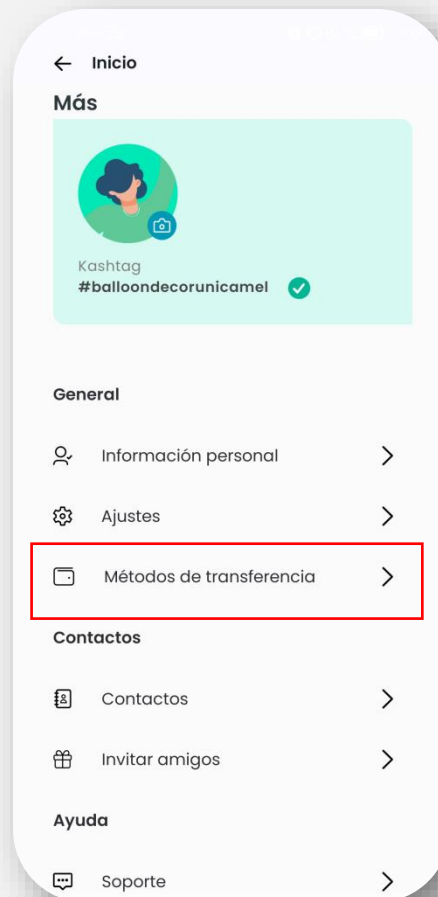 Inicio
Más
Kashtag
#balloondecorunicamel
General
Información personal
Ajustes
Métodos de transferencia
Contactos
Contactos
Invitar amigos
Ayuda
Soporte